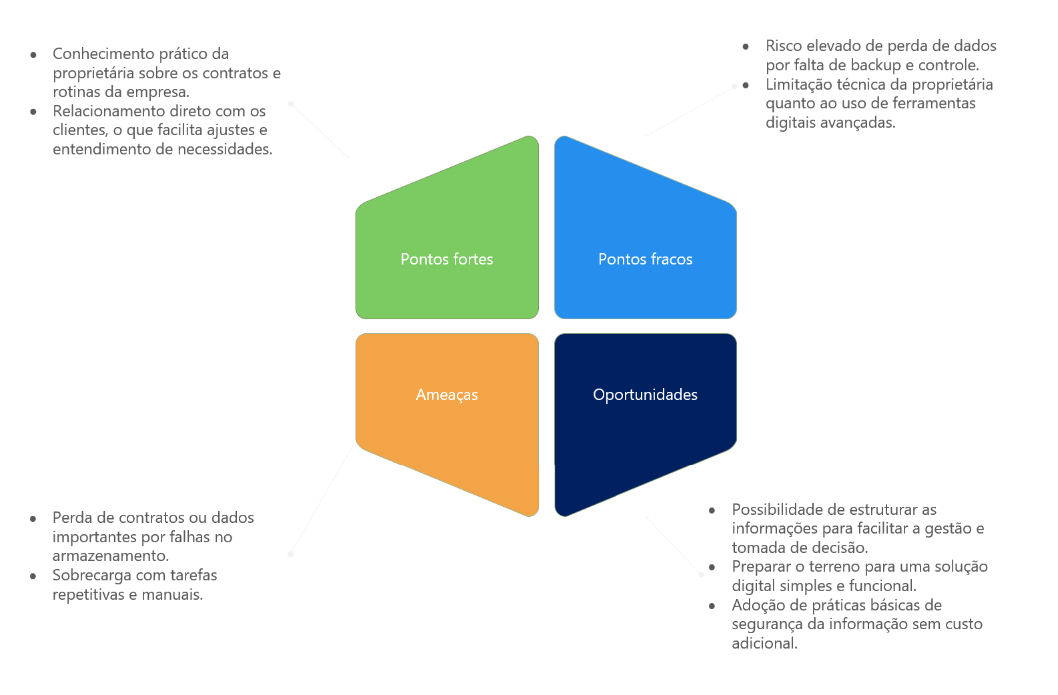 ● Conhecimento prático da
proprietária sobre os contratos e
rotinas da empresa.
● Relacionamento direto com os
clientes, o que facilita ajustes e
entendimento de necessidades.
● Risco elevado de perda de dados
por falta de backup e controle.
● Limitação técnica da proprietária
quanto ao uso de ferramentas
digitais avançadas.
Pontos fortes
Pontos fracos
Ameaças
Oportunidades
● Perda de contratos ou dados
importantes por falhas no
armazenamento.
● Sobrecarga com tarefas
repetitivas e manuais.
● Possibilidade de estruturar as
informações para facilitar a gestão e
tomada de decisão.
● Preparar o terreno para uma solução
digital simples e funcional.
● Adoção de práticas básicas de
segurança da informação sem custo
adicional.